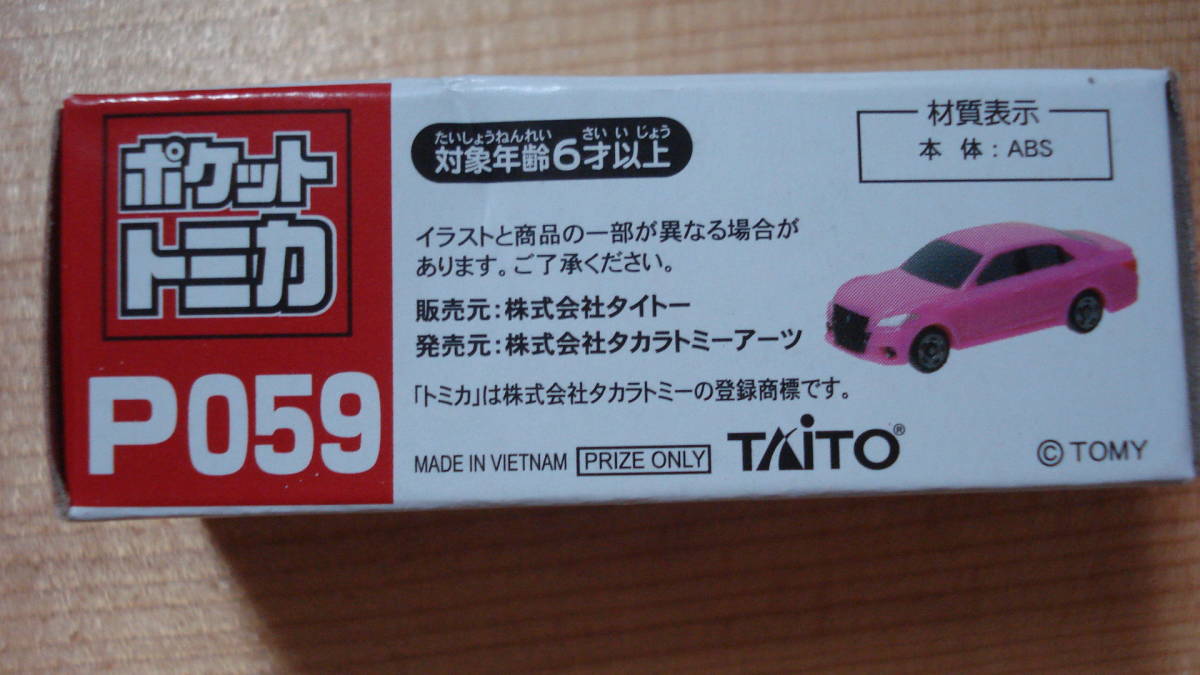 ポケット
トミカ
P059
たいしょうねんれい さい い じょう
対象年齢6才以上
イラストと商品の一部が異なる場合が
あります。ご了承ください。
販売元:株式会社タイトー
発売元:株式会社タカラトミーアーツ
「トミカ」は株式会社タカラトミーの登録商標です。
MADE IN VIETNAM PRIZE ONLY TAiTO®
材質表示
本 体 : ABS
© TOMY